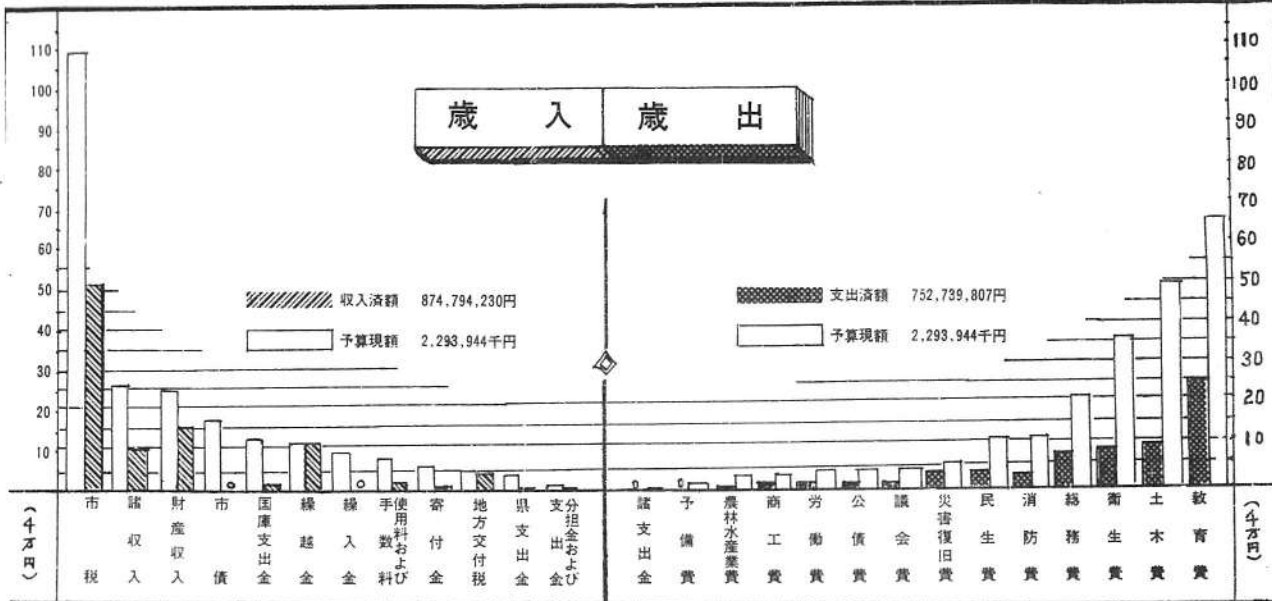 110
100
90
80
70
60
50
40
30
20
10
歳入
歳出
収入済額 874,794,230円
予算現額 2,293,944千円
支出済額 752,739,807円
予算現額 2,293,944千円
110
100
90
80
70
60
50
40
30
20
10
市税
諸収入
財産収入
市債
国庫支出金
繰越金
繰入金
使用料および手数料
寄付金
地方交付税
県支出金
分担金および支出金
諸支出金
予備費
農林水産業費
商工費
労働費
公債費
議会費
災害復旧費
民生費
消防費
総務費
衛生費
土木費
教育費